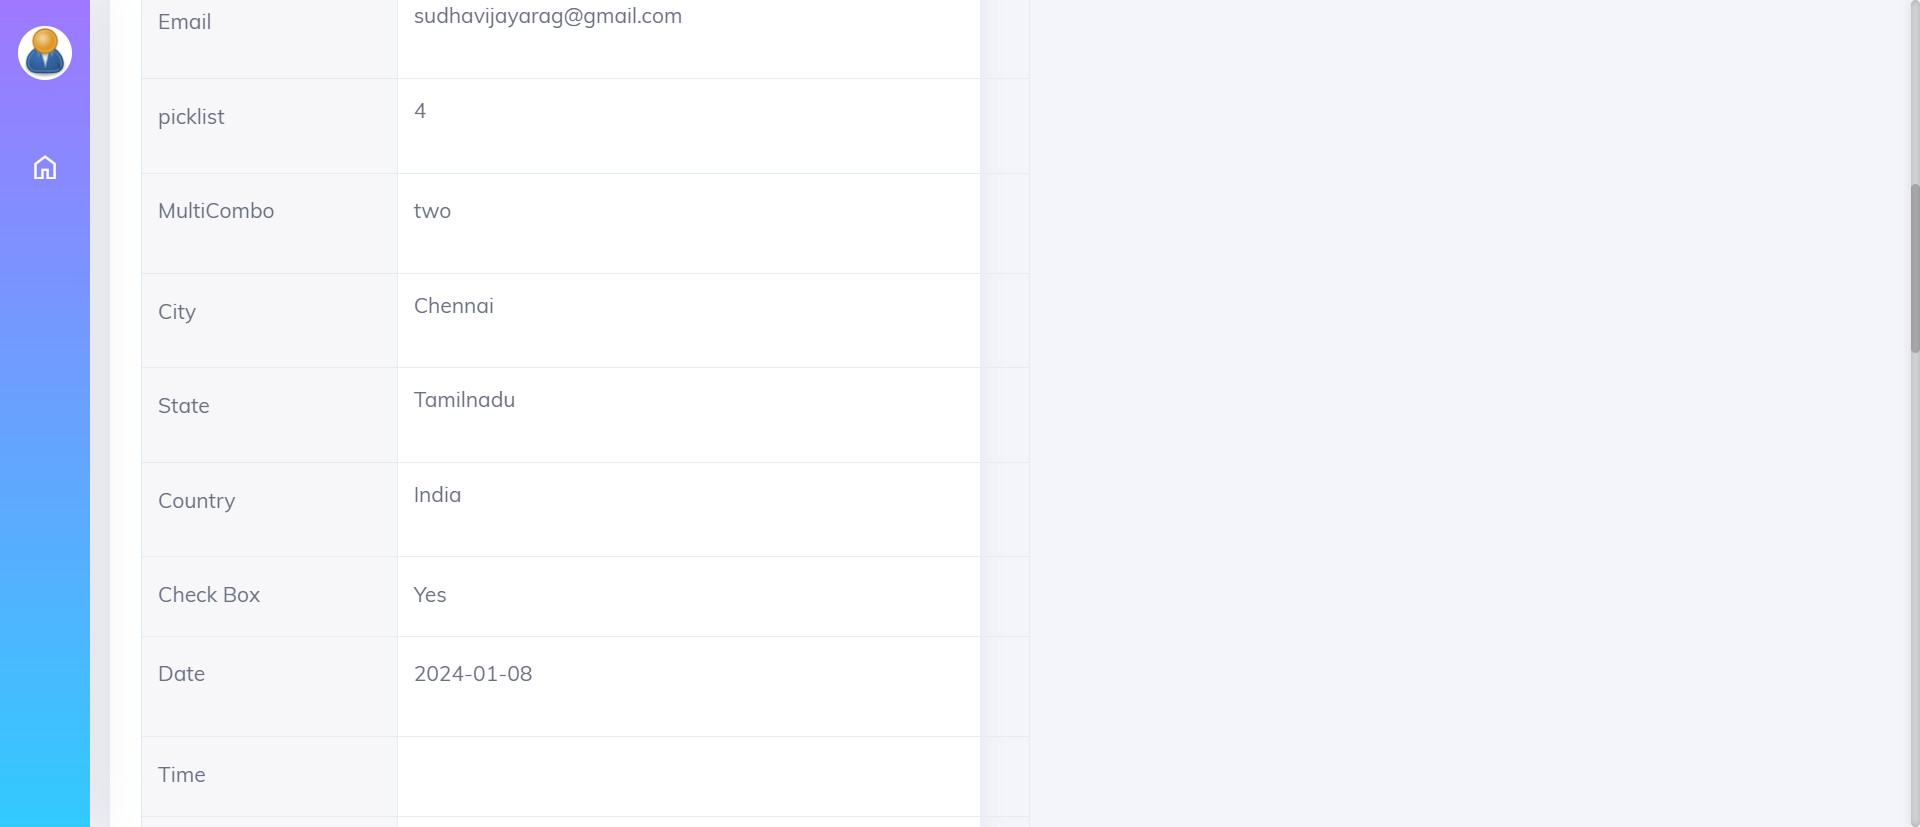 Email sudhavijayarag@gmail.com
picklist 4
MultiCombo two
City Chennai
State Tamilnadu
Country India
Check Box Yes
Date 2024-01-08
Time